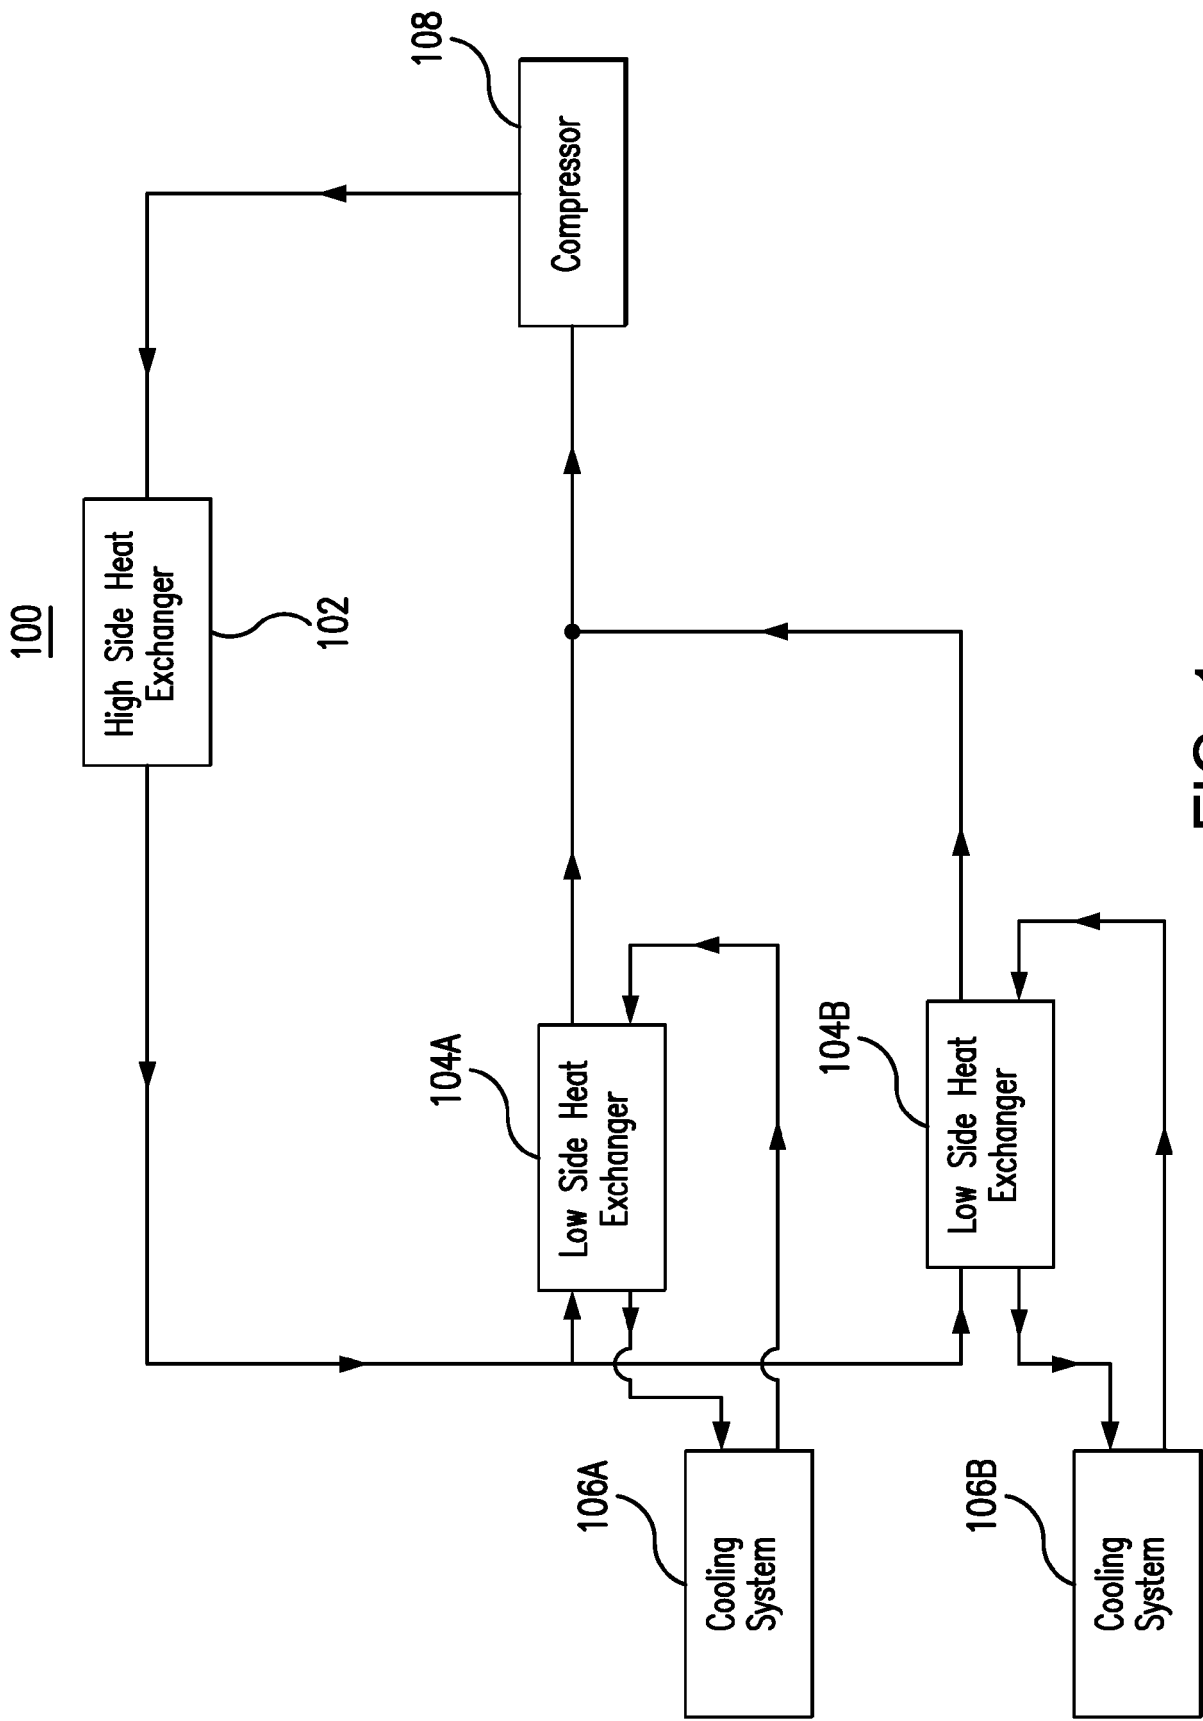 100
High Side Heat
Exchanger
102
108
104A
Compressor
Low Side Heat
Exchanger
106A
Cooling
System
104B
Low Side Heat
Exchanger
106B
Cooling
System
FIG